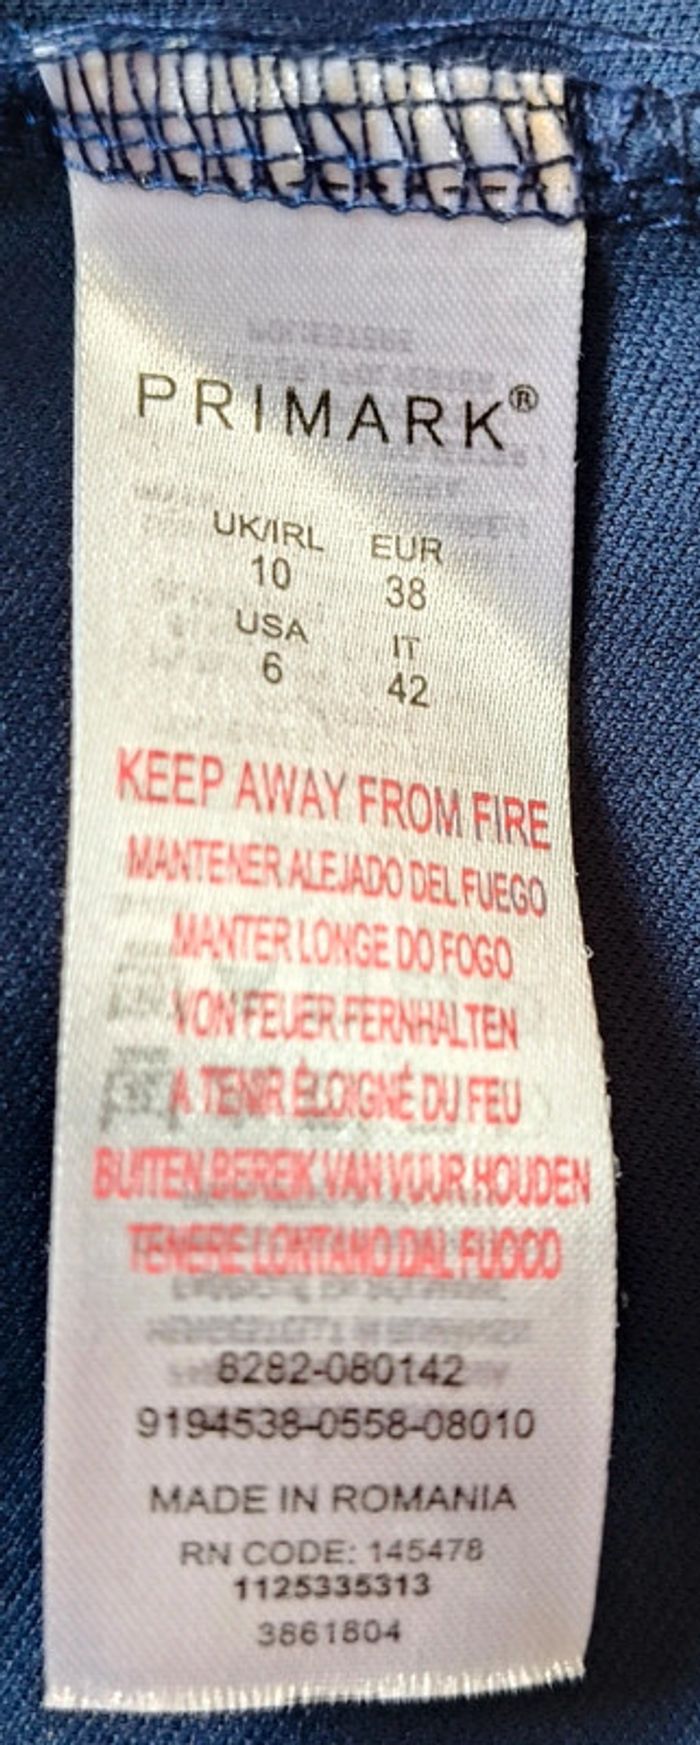 PRIMARK®
UK/IRL EUR
10 38
USA IT
6 42
KEEP AWAY FROM FIRE
MANTENER ALEJADO DEL FUEGO
MANTER LONGE DO FOGO
VON FEUER FERNHALTEN
A TENIR ÉLOIGNÉ DU FEU
BUITEN BEREIK VAN VUUR HOUDEN
TENERE LONTANO DAL FUOCO
8282-080142
9194538-0558-08010
MADE IN ROMANIA
RN CODE: 145478
1125335313
3861804